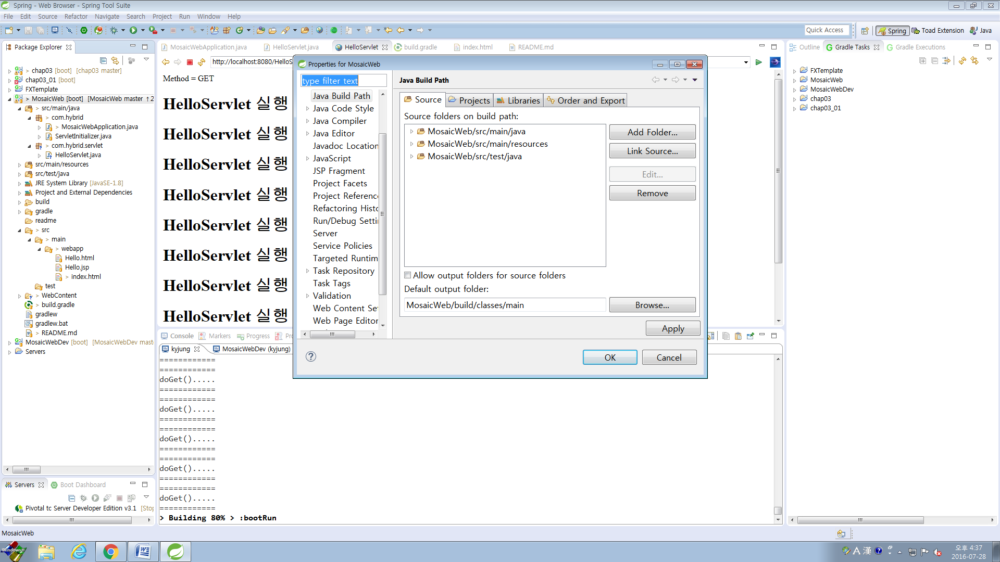 Spring - Web Browser - Spring Tool Suite
File Edit Source Refactor Navigate Search Project Run Window Help
Quick Access
Spring
Toad Extension
Java
Package Explorer
> chap03 [boot] [chap03 master]
chap03_01 [boot]
FXTemplate
> MosaicWeb [boot] [MosaicWeb master ↑2
> src/main/java
> com.hybrid
> MosaicWebApplication.java
ServletInitializer.java
> com.hybrid.servlet
HelloServlet.java
src/main/resources
src/test/java
JRE System Library [JavaSE-1.8]
Project and External Dependencies
build
gradle
readme
> src
> main
> webapp
Hello.html
Hello.jsp
> index.html
test
> WebContent
> build.gradle
gradlew
gradlew.bat
> README.md
MosaicWebDev [boot] [MosaicWebDev mast
Servers
Servers
Boot Dashboard
Pivotal tc Server Developer Edition v3.1 [Stop
MosaicWeb
MosaicWebApplication.java
HelloServlet.java
HelloServlet
build.gradle
index.html
README.md
http://localhost:8080/HelloS
Method = GET
HelloServlet 실행
HelloServlet 실행
HelloServlet 실행
HelloServlet 실행
HelloServlet 실행
HelloServlet 실행
HelloServlet 실행
HelloServlet 실행
Properties for MosaicWeb
type filter text
Java Build Path
Java Code Style
Java Compiler
Java Editor
Javadoc Location
JavaScript
JSP Fragment
Project Facets
Project Referenc
Refactoring Histo
Run/Debug Setti
Server
Service Policies
Targeted Runtim
Task Repository
Task Tags
Validation
Web Content Se
Web Page Editor
Java Build Path
Source
Projects
Libraries
Order and Export
Source folders on build path:
MosaicWeb/src/main/java
MosaicWeb/src/main/resources
MosaicWeb/src/test/java
Add Folder...
Link Source...
Edit...
Remove
Allow output folders for source folders
Default output folder:
MosaicWeb/build/classes/main
Browse...
Apply
OK
Cancel
Console
Markers
Progress
Pr
kyjung
MosaicWebDev (kyjung)
============
============
doGet().....
============
============
doGet().....
============
============
doGet().....
============
============
doGet().....
============
============
doGet().....
============
> Building 80% > :bootRun
Outline
Gradle Tasks
Gradle Executions
FXTemplate
MosaicWeb
MosaicWebDev
chap03
chap03_01
A 漢
오후 4:37
2016-07-28